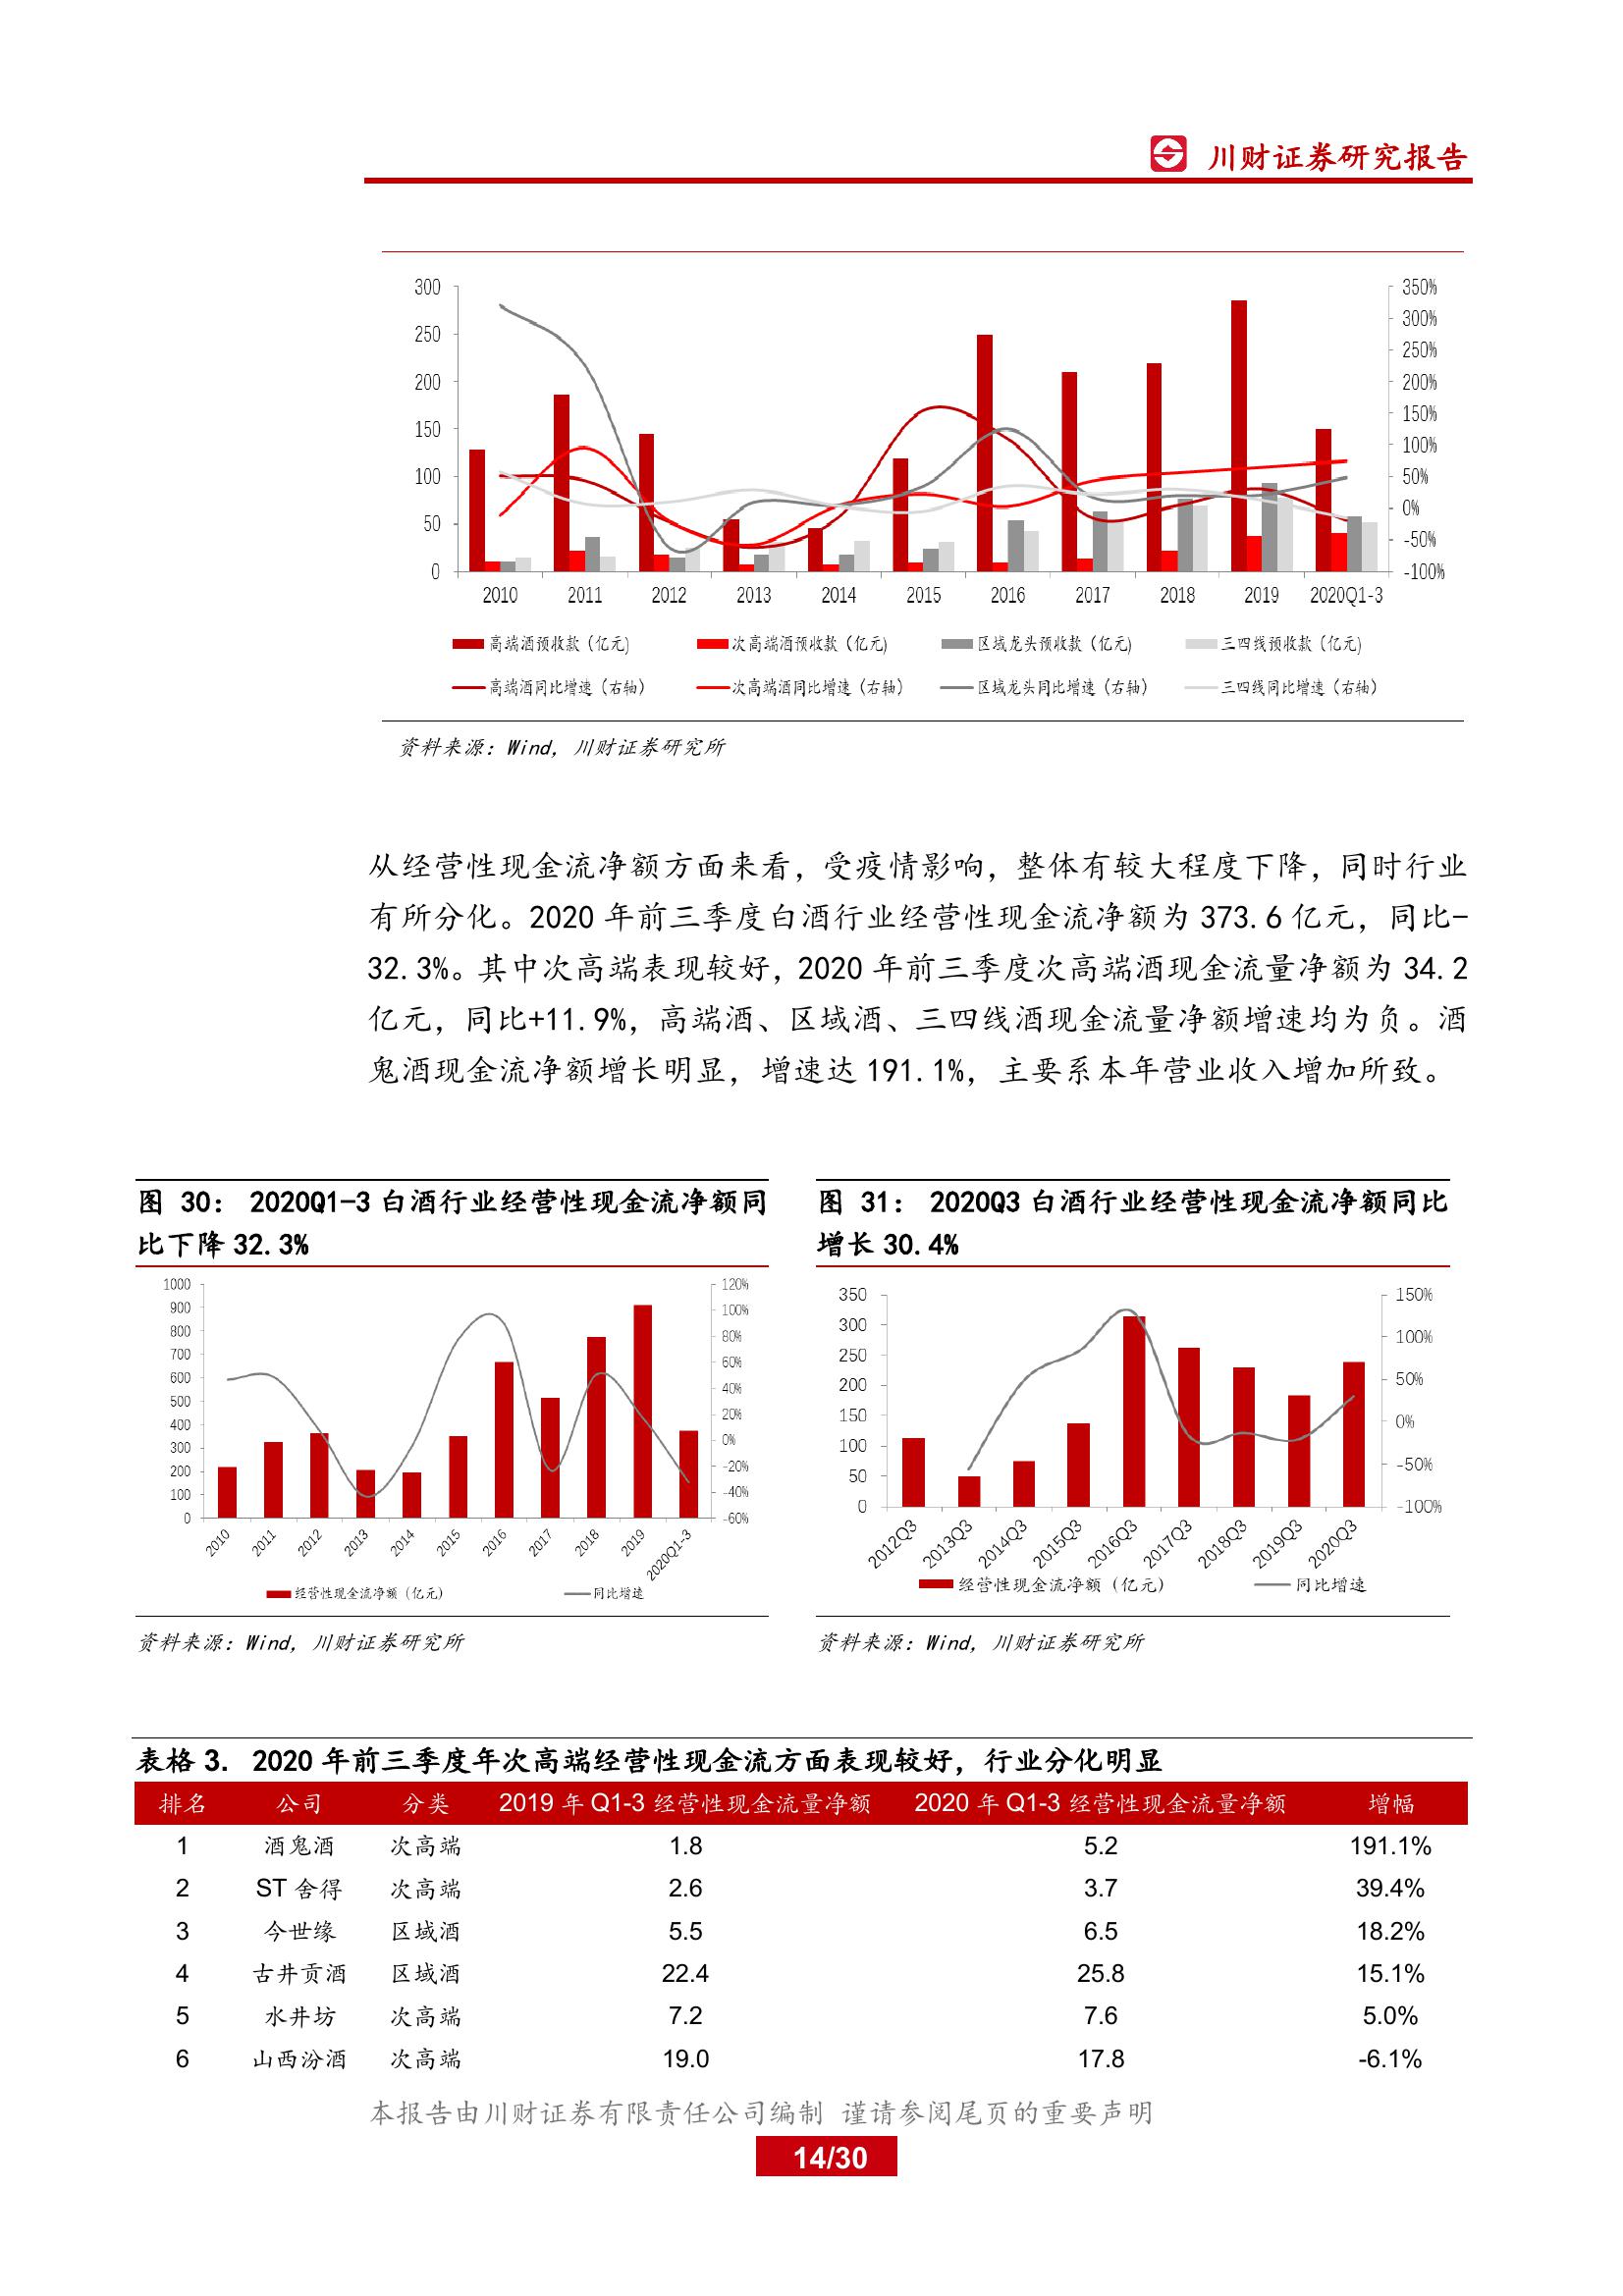 川财证券研究报告
300 350%
300%
250 250%
200 200%
150 150%
100%
100 50%
0%
50 -50%
0 -100%
2010 2011 2012 2013 2014 2015 2016 2017 2018 2019 2020Q1-3
高端酒预收款（亿元) 次高端酒预收款（亿元) 区域龙头预收款（亿元) 三四线预收款（亿元)
高端酒同比增速（右轴） 次高端酒同比增速（右轴） 区域龙头同比增速（右轴） 三四线同比增速（右轴）
资料来源：Wind, 川财证券研究所
从经营性现金流净额方面来看，受疫情影响，整体有较大程度下降，同时行业
有所分化。2020 年前三季度白酒行业经营性现金流净额为 373.6 亿元，同比-
32.3%。其中次高端表现较好，2020 年前三季度次高端酒现金流量净额为 34.2
亿元，同比+11.9%，高端酒、区域酒、三四线酒现金流量净额增速均为负。酒
鬼酒现金流净额增长明显，增速达 191.1%，主要系本年营业收入增加所致。
图 30： 2020Q1-3 白酒行业经营性现金流净额同
比下降 32.3%
1000 120%
900 100%
800 80%
700 60%
600
500 40%
400 20%
300 0%
200 -20%
100 -40%
0 -60%
2010 2011 2012 2013 2014 2015 2016 2017 2018 2019 2020Q1-3
经营性现金流净额（亿元） 同比增速
资料来源：Wind, 川财证券研究所
图 31： 2020Q3 白酒行业经营性现金流净额同比
增长 30.4%
350 150%
300 100%
250
200 50%
150 0%
100
50 -50%
0 -100%
2012Q3 2013Q3 2014Q3 2015Q3 2016Q3 2017Q3 2018Q3 2019Q3 2020Q3
经营性现金流净额（亿元） 同比增速
资料来源：Wind, 川财证券研究所
表格 3. 2020 年前三季度年次高端经营性现金流方面表现较好，行业分化明显
排名 公司 分类 2019 年 Q1-3 经营性现金流量净额 2020 年 Q1-3 经营性现金流量净额 增幅
1 酒鬼酒 次高端 1.8 5.2 191.1%
2 ST 舍得 次高端 2.6 3.7 39.4%
3 今世缘 区域酒 5.5 6.5 18.2%
4 古井贡酒 区域酒 22.4 25.8 15.1%
5 水井坊 次高端 7.2 7.6 5.0%
6 山西汾酒 次高端 19.0 17.8 -6.1%
本报告由川财证券有限责任公司编制 谨请参阅尾页的重要声明
14/30